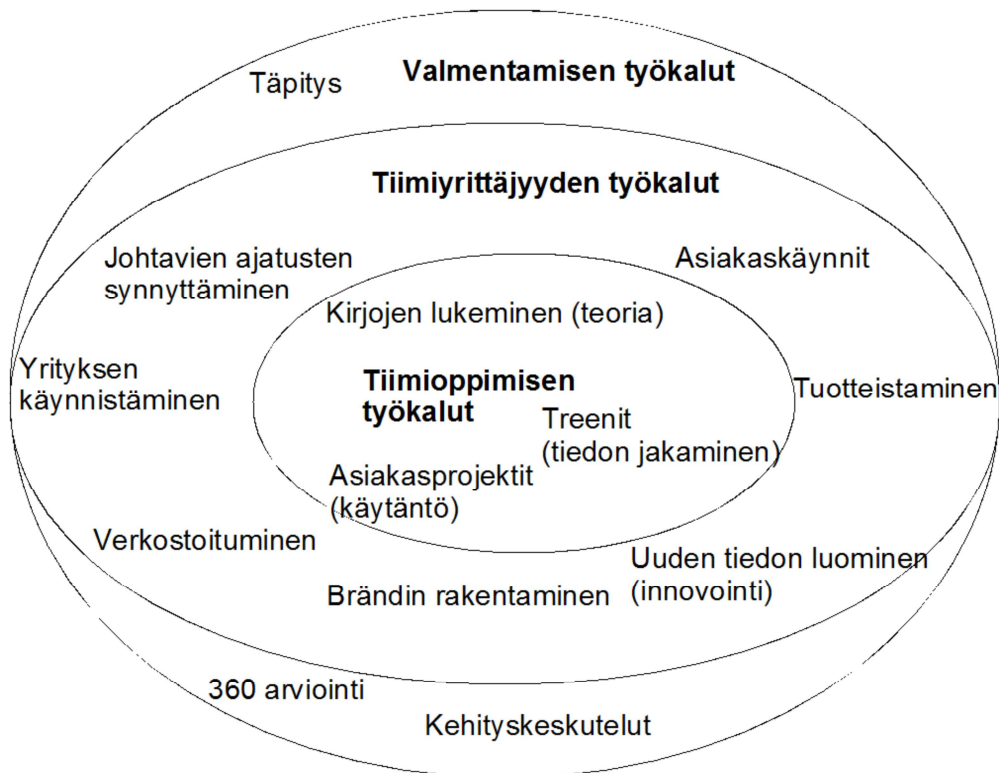 Täpitys
Valmentamisen työkalut
Tiimiyrittäjyyden työkalut
Johtavien ajatusten
synnyttäminen
Asiakaskäynnit
Kirjojen lukeminen (teoria)
Yrityksen
käynnistäminen
Tiimioppimisen
työkalut
Tuotteistaminen
Treenit
(tiedon jakaminen)
Asiakasprojektit
(käytäntö)
Verkostoituminen
Uuden tiedon luominen
(innovointi)
Brändin rakentaminen
360 arviointi
Kehityskeskutelut